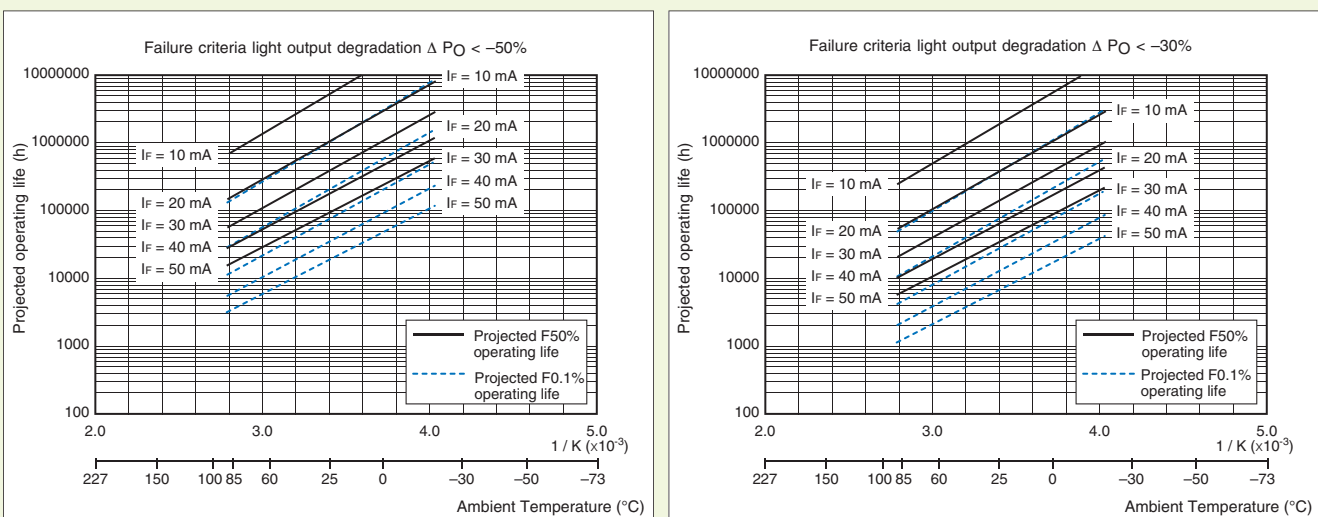 Failure criteria light output degradation Δ PO < –50%
10000000
1000000
100000
10000
1000
100
Projected operating life (h)
IF = 10 mA
IF = 20 mA
IF = 30 mA
IF = 40 mA
IF = 50 mA
IF = 10 mA
IF = 20 mA
IF = 30 mA
IF = 40 mA
IF = 50 mA
Projected F50%
operating life
Projected F0.1%
operating life
2.0 3.0 4.0 5.0
1 / K (×10-3)
227 150 100 85 60 25 0 –30 –50 –73
Ambient Temperature (°C)
Failure criteria light output degradation Δ PO < –30%
10000000
1000000
100000
10000
1000
100
Projected operating life (h)
IF = 10 mA
IF = 20 mA
IF = 30 mA
IF = 40 mA
IF = 50 mA
IF = 10 mA
IF = 20 mA
IF = 30 mA
IF = 40 mA
IF = 50 mA
Projected F50%
operating life
Projected F0.1%
operating life
2.0 3.0 4.0 5.0
1 / K (×10-3)
227 150 100 85 60 25 0 –30 –50 –73
Ambient Temperature (°C)